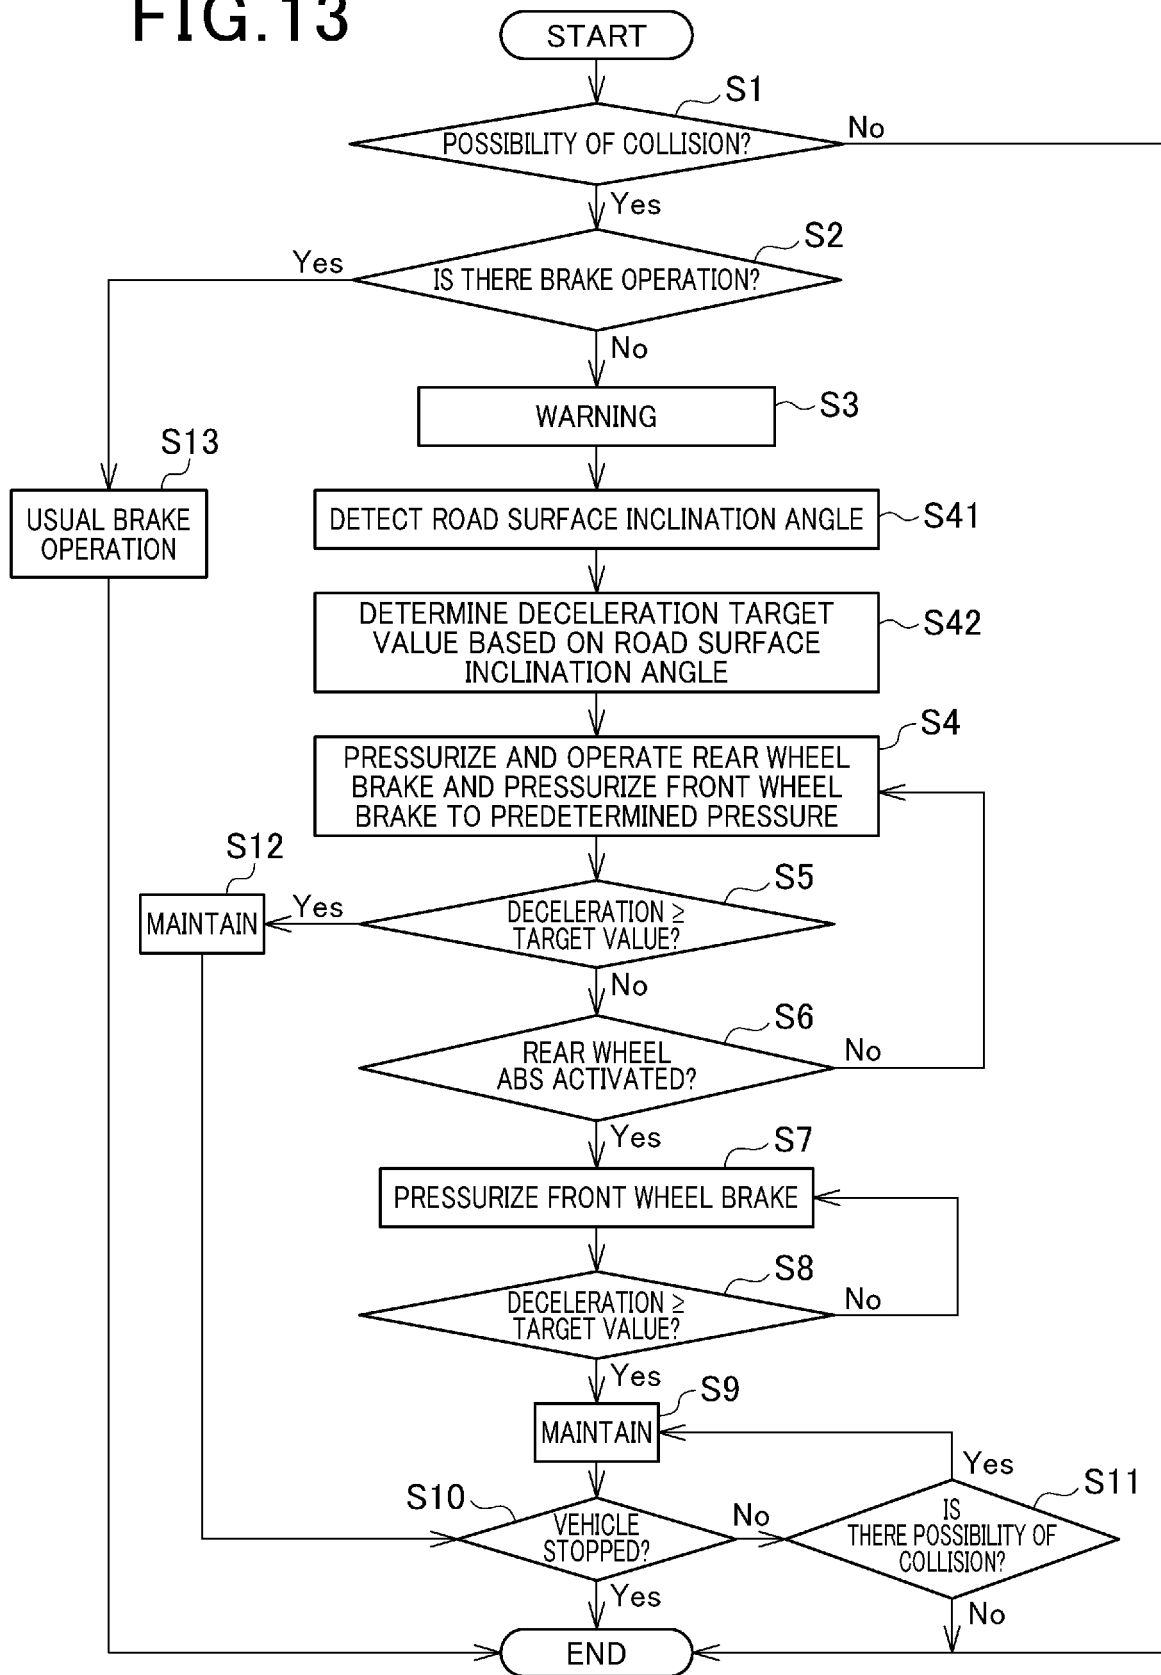 FIG.13
START
S1
POSSIBILITY OF COLLISION?
No
Yes
S2
Yes
IS THERE BRAKE OPERATION?
No
S3
WARNING
S13
USUAL BRAKE
OPERATION
S41
DETECT ROAD SURFACE INCLINATION ANGLE
S42
DETERMINE DECELERATION TARGET
VALUE BASED ON ROAD SURFACE
INCLINATION ANGLE
S4
PRESSURIZE AND OPERATE REAR WHEEL
BRAKE AND PRESSURIZE FRONT WHEEL
BRAKE TO PREDETERMINED PRESSURE
S12
MAINTAIN
Yes
S5
DECELERATION ≧
TARGET VALUE?
No
S6
REAR WHEEL
ABS ACTIVATED?
No
Yes
S7
PRESSURIZE FRONT WHEEL BRAKE
S8
DECELERATION ≧
TARGET VALUE?
No
Yes
S9
MAINTAIN
Yes
S10
VEHICLE
STOPPED?
No
S11
IS
THERE POSSIBILITY OF
COLLISION?
Yes
No
END